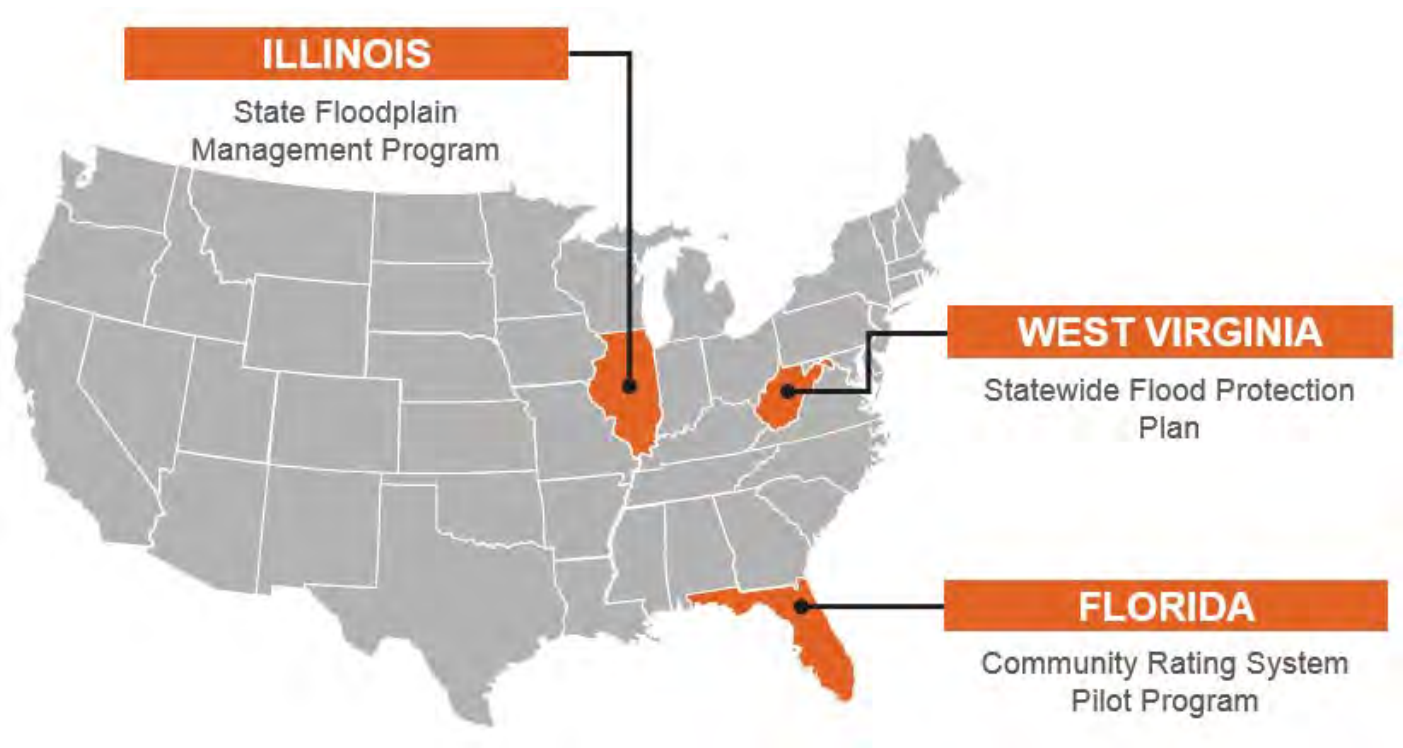 ILLINOIS
State Floodplain
Management Program
WEST VIRGINIA
Statewide Flood Protection
Plan
FLORIDA
Community Rating System
Pilot Program